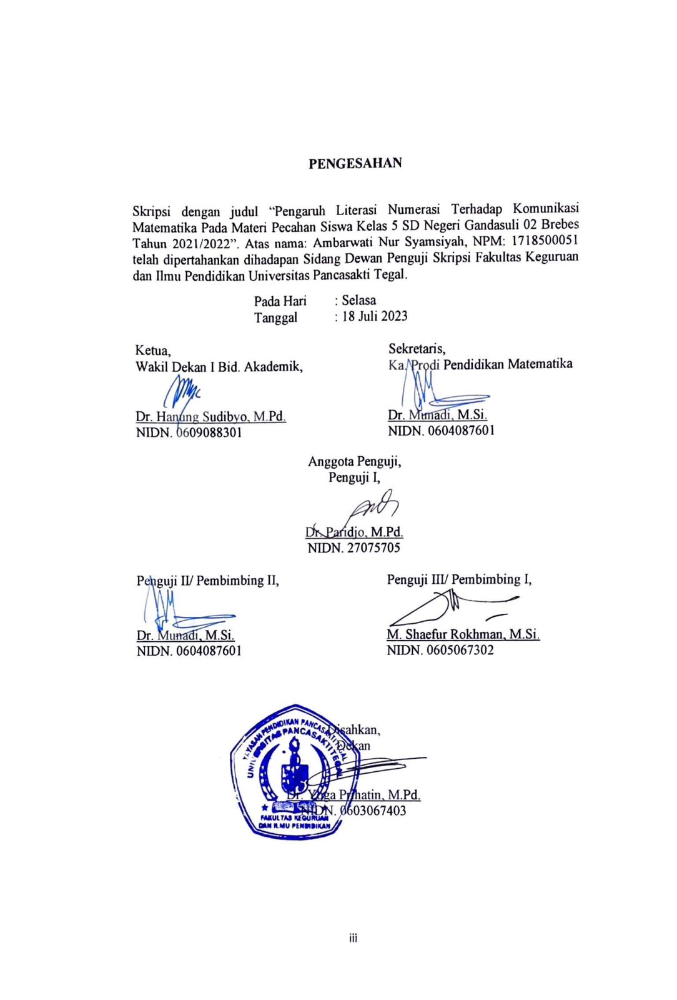 PENGESAHAN
Skripsi dengan judul “Pengaruh Literasi Numerasi Terhadap Komunikasi
Matematika Pada Materi Pecahan Siswa Kelas 5 SD Negeri Gandasuli 02 Brebes
Tahun 2021/2022”. Atas nama: Ambarwati Nur Syamsiyah, NPM: 1718500051
telah dipertahankan dihadapan Sidang Dewan Penguji Skripsi Fakultas Keguruan
dan Ilmu Pendidikan Universitas Pancasakti Tegal.
Pada Hari : Selasa
Tanggal : 18 Juli 2023
Ketua,
Wakil Dekan I Bid. Akademik,
Dr. Hanung Sudibyo, M.Pd.
NIDN. 0609088301
Sekretaris,
Ka. Prodi Pendidikan Matematika
Dr. Munadi, M.Si.
NIDN. 0604087601
Anggota Penguji,
Penguji I,
Dr. Paridjo, M.Pd.
NIDN. 27075705
Penguji II/ Pembimbing II,
Dr. Munadi, M.Si.
NIDN. 0604087601
Penguji III/ Pembimbing I,
M. Shaefur Rokhman, M.Si.
NIDN. 0605067302
Disahkan,
Dekan
Dr. Yoga Prihatin, M.Pd.
NIDN. 0603067403
YAYASAN PENDIDIKAN PANCASAKTI TEGAL
UNIVERSITAS PANCASAKTI TEGAL
FAKULTAS KEGURUAN
DAN ILMU PENDIDIKAN
iii